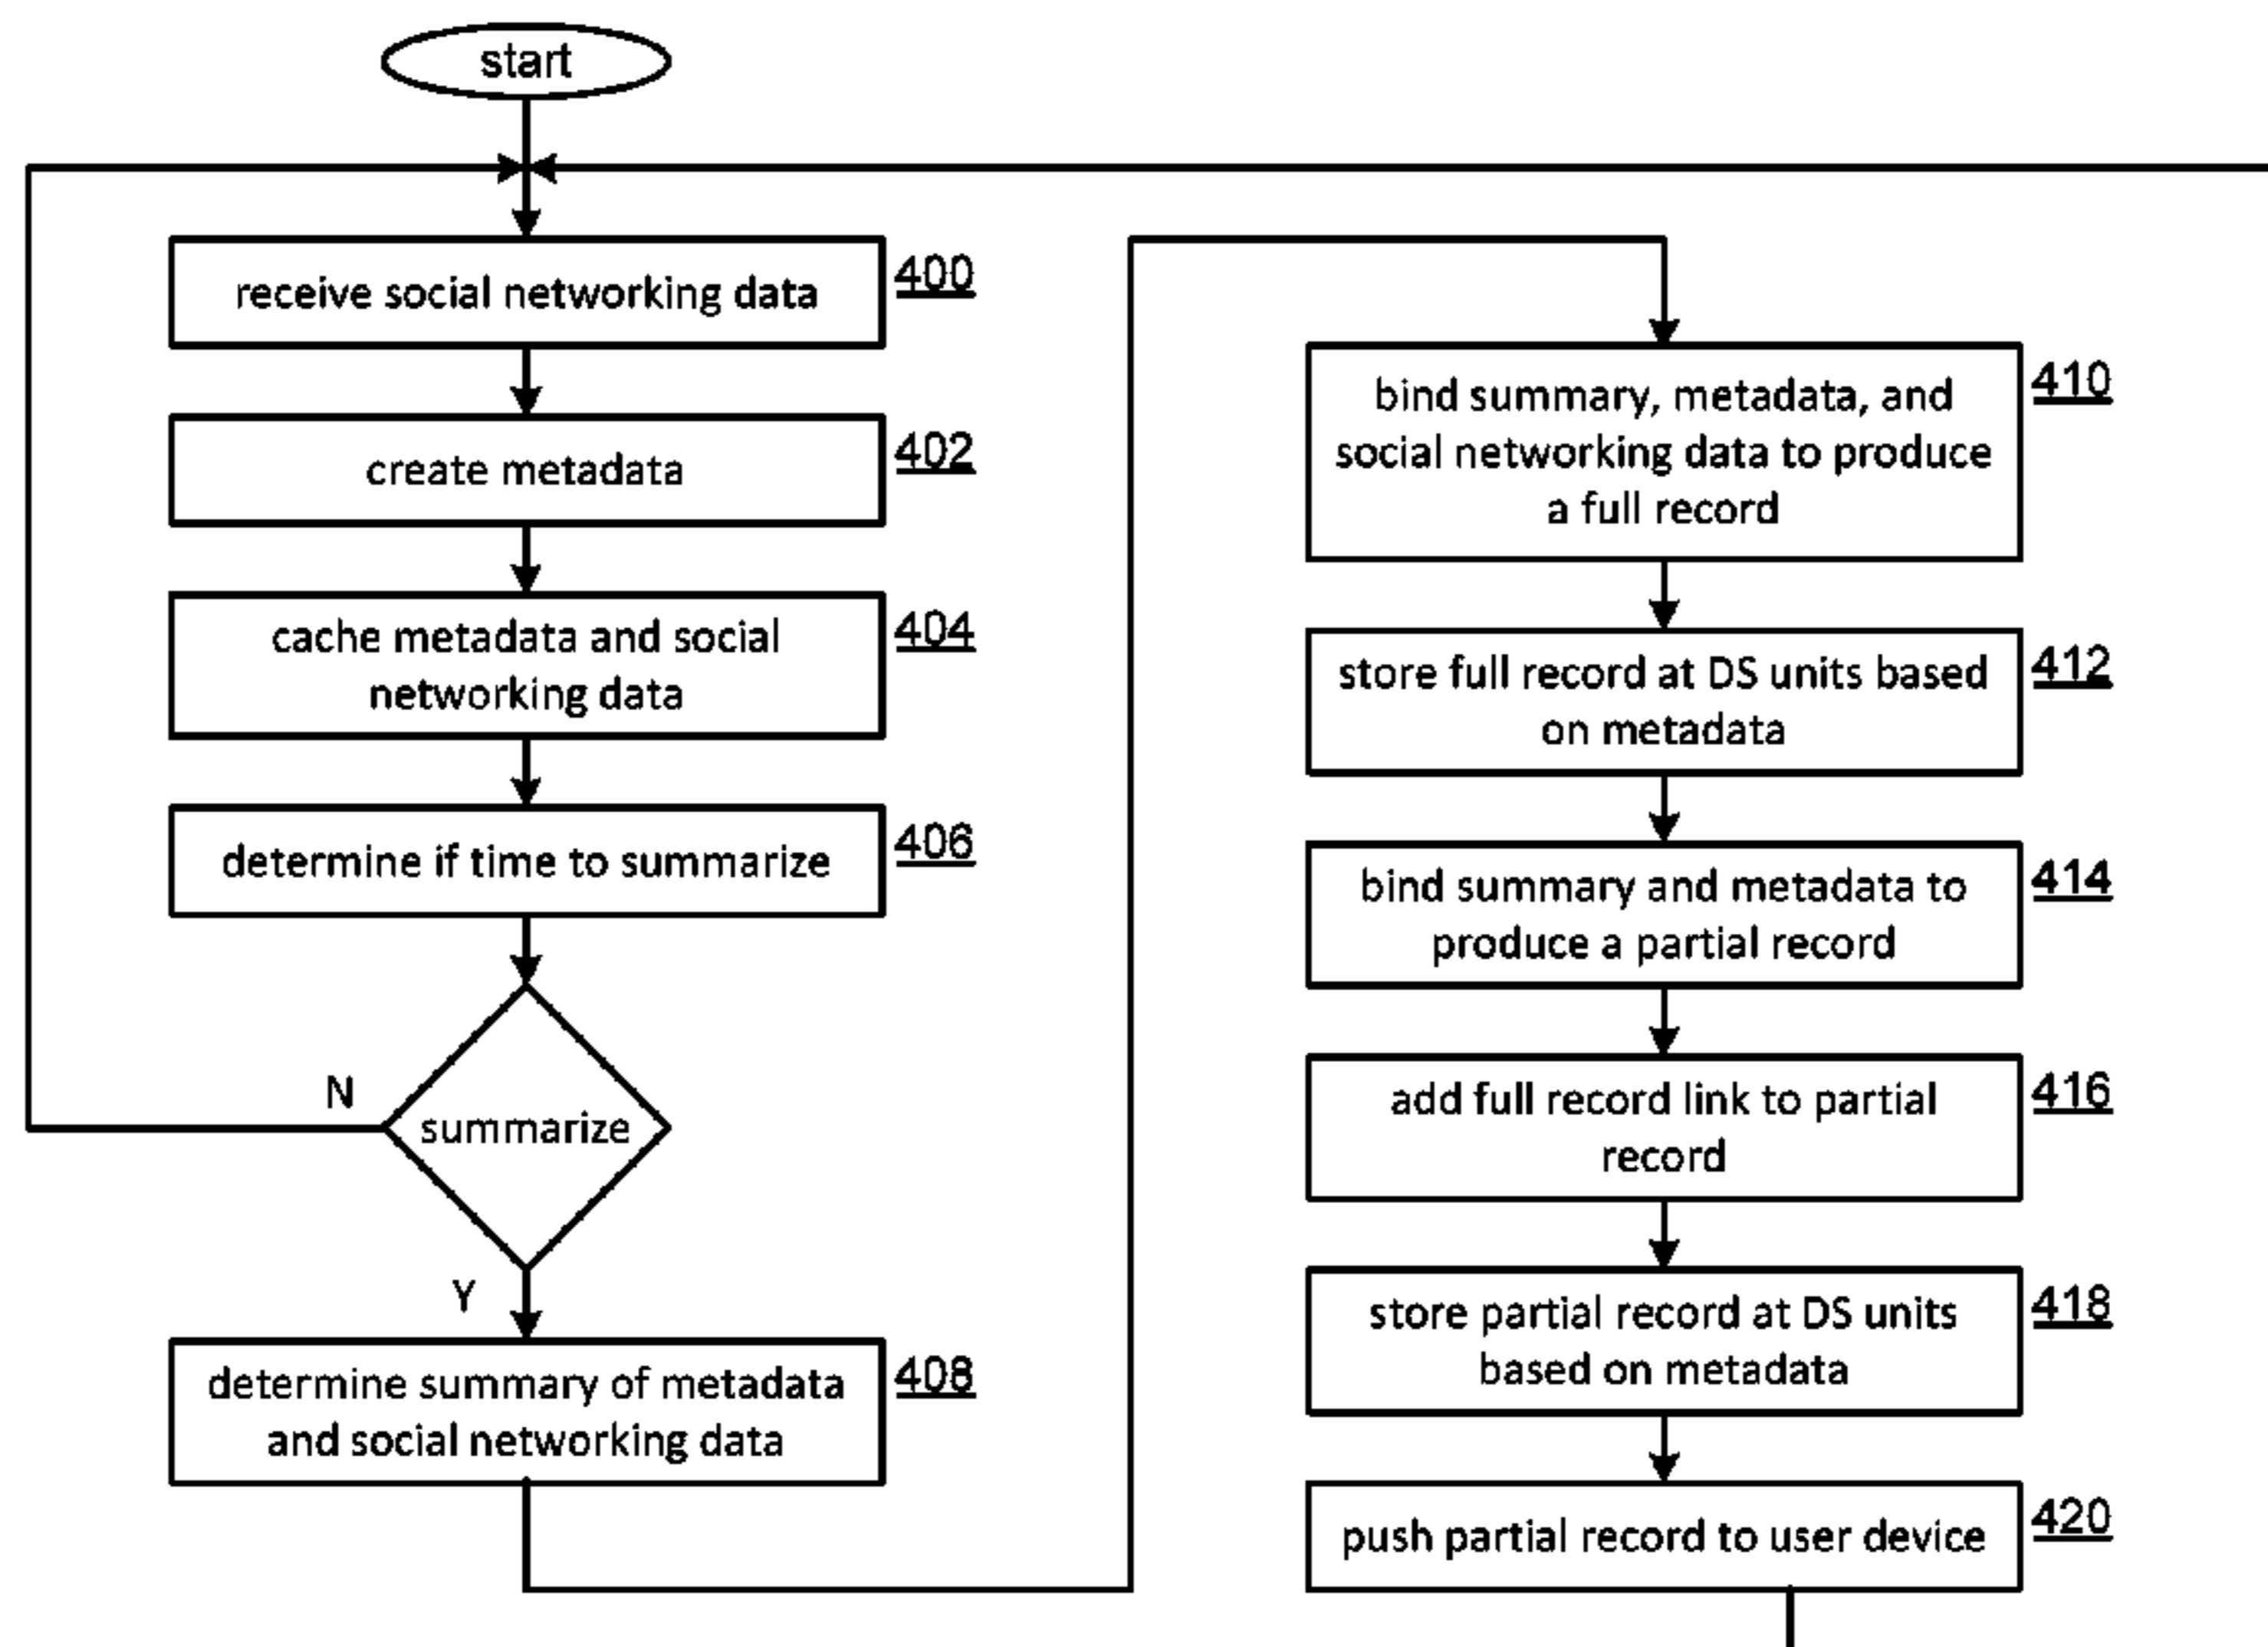 start
receive social networking data
400
create metadata
402
cache metadata and social
networking data
404
determine if time to summarize
406
N
summarize
Y
determine summary of metadata
and social networking data
408
bind summary, metadata, and
social networking data to produce
a full record
410
store full record at DS units based
on metadata
412
bind summary and metadata to
produce a partial record
414
add full record link to partial
record
416
store partial record at DS units
based on metadata
418
push partial record to user device
420